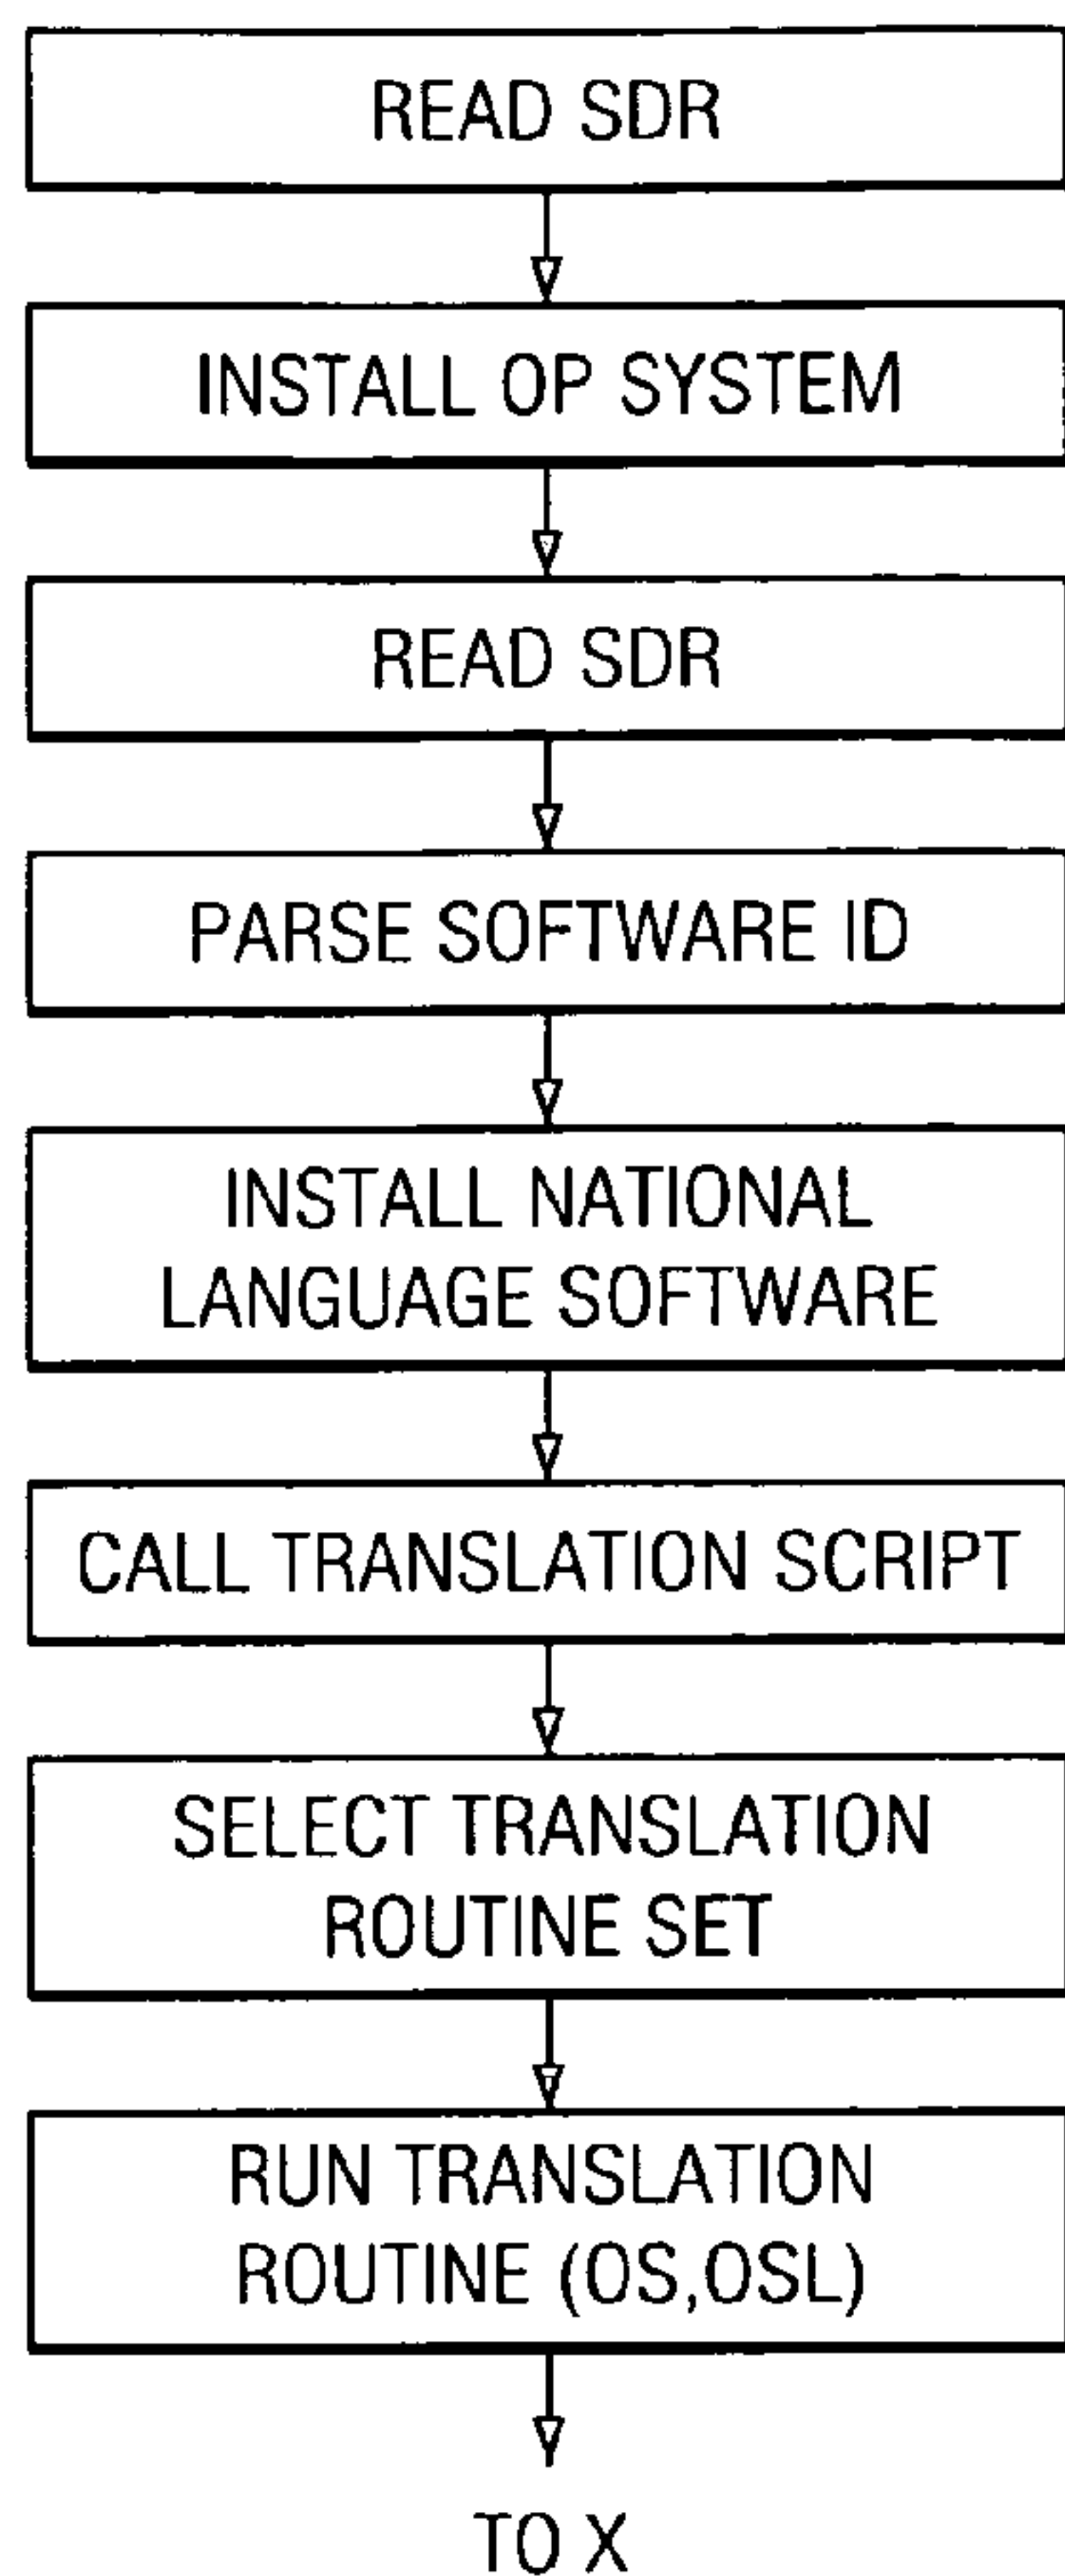 READ SDR
INSTALL OP SYSTEM
READ SDR
PARSE SOFTWARE ID
INSTALL NATIONAL
LANGUAGE SOFTWARE
CALL TRANSLATION SCRIPT
SELECT TRANSLATION
ROUTINE SET
RUN TRANSLATION
ROUTINE (OS,OSL)
TO X